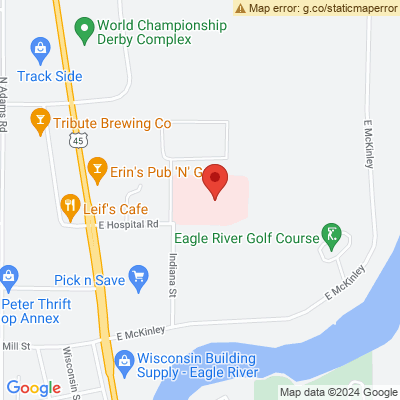 Map error: g.co/staticmaperror
World Championship
Derby Complex
Track Side
N Adams Rd
Tribute Brewing Co
45
E McKinley
Erin's Pub 'N' G
Leif's Cafe
E Hospital Rd
Eagle River Golf Course
Indiana St
Pick n Save
E McKinley
Peter Thrift
op Annex
E McKinley
Mill St
Wisconsin S
Wisconsin Building
Supply - Eagle River
Google
Map data ©2024 Google